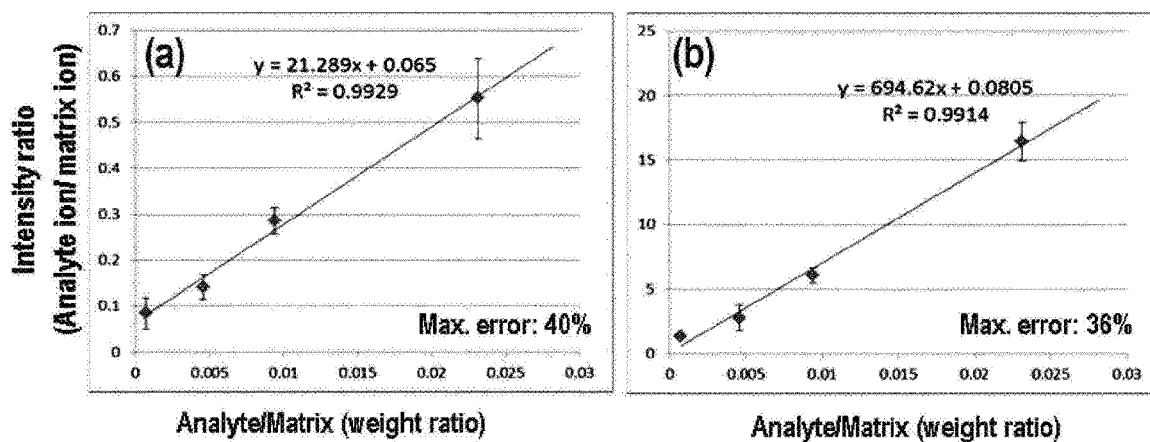 (a)
y = 21.289x + 0.065
R² = 0.9929
Max. error: 40%
0.7
0.6
0.5
0.4
0.3
0.2
0.1
0
0
0.005
0.01
0.015
0.02
0.025
0.03
Intensity ratio
(Analyte ion/ matrix ion)
Analyte/Matrix (weight ratio)
(b)
y = 694.62x + 0.0805
R² = 0.9914
Max. error: 36%
25
20
15
10
5
0
0
0.005
0.01
0.015
0.02
0.025
0.03
Analyte/Matrix (weight ratio)